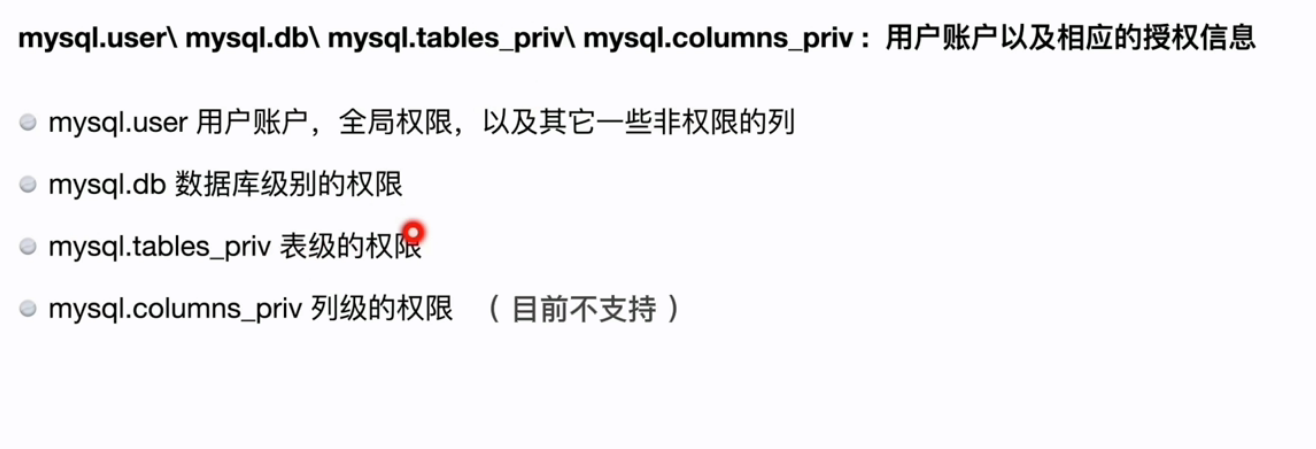 mysql.user\ mysql.db\ mysql.tables_priv\ mysql.columns_priv：用户账户以及相应的授权信息
mysql.user 用户账户，全局权限，以及其它一些非权限的列
mysql.db 数据库级别的权限
mysql.tables_priv 表级的权限
mysql.columns_priv 列级的权限 （ 目前不支持 ）